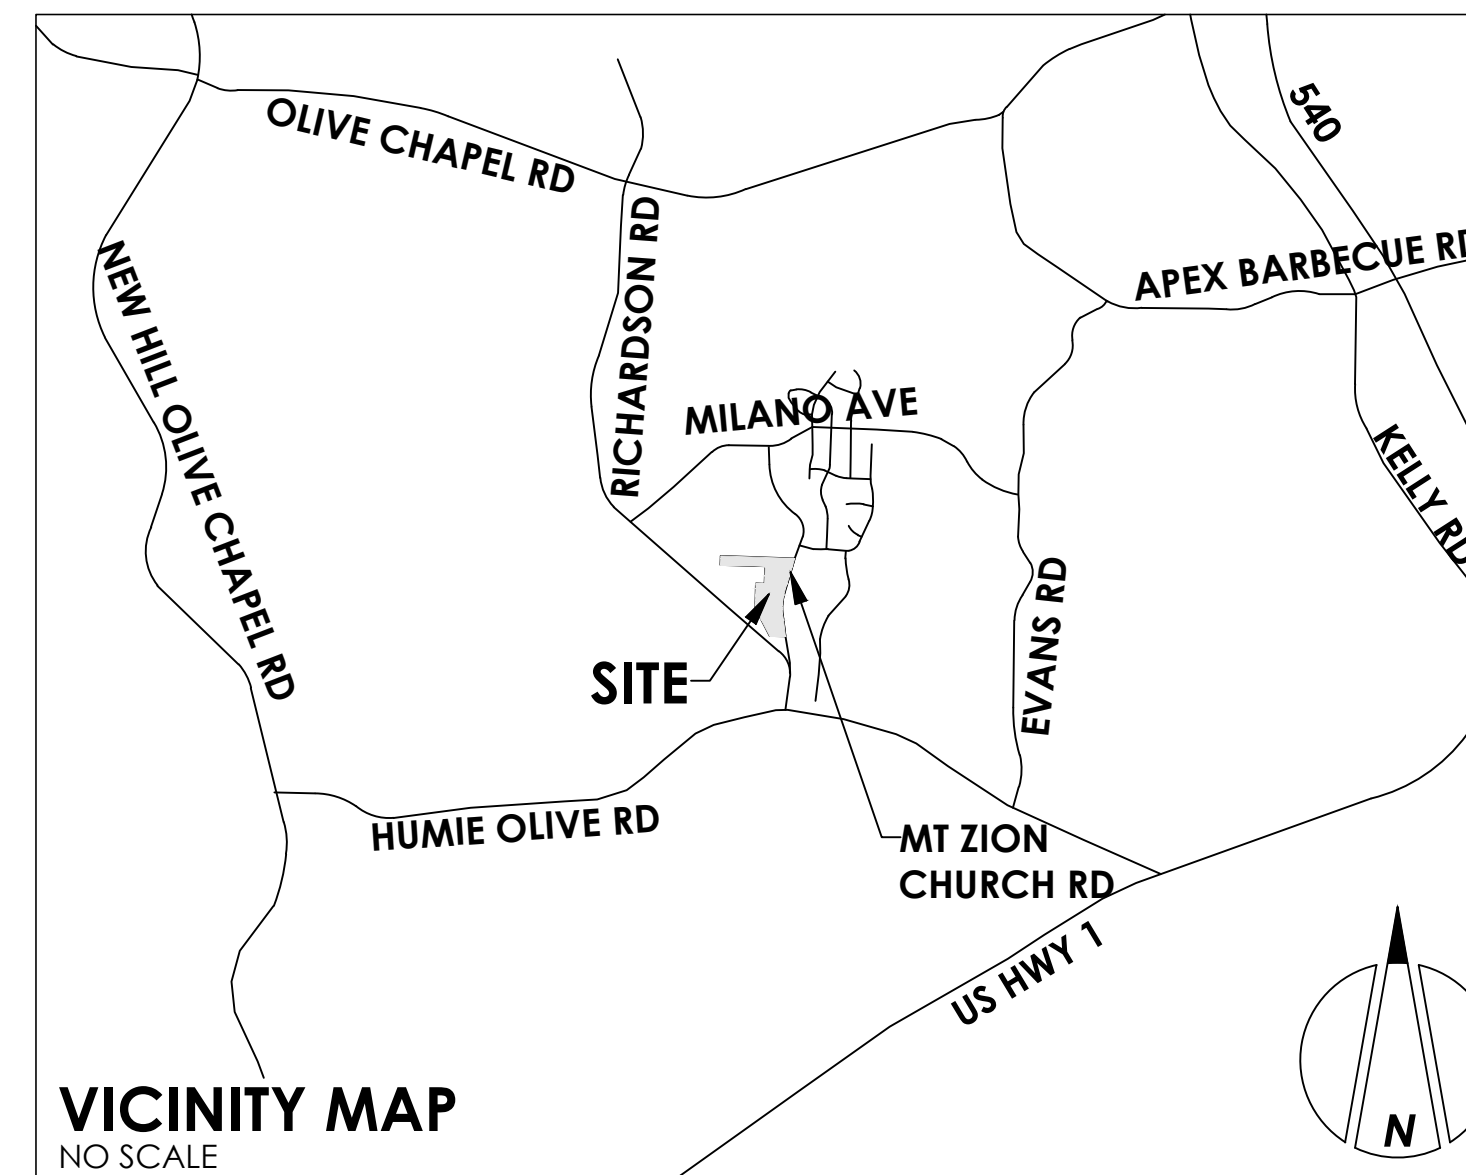 540
OLIVE CHAPEL RD
RICHARDSON RD
APEX BARBECUE RD
NEW HILL OLIVE CHAPEL RD
MILANO AVE
KELLY RD
EVANS RD
SITE
HUMIE OLIVE RD
MT ZION
CHURCH RD
US HWY 1
VICINITY MAP
NO SCALE
N